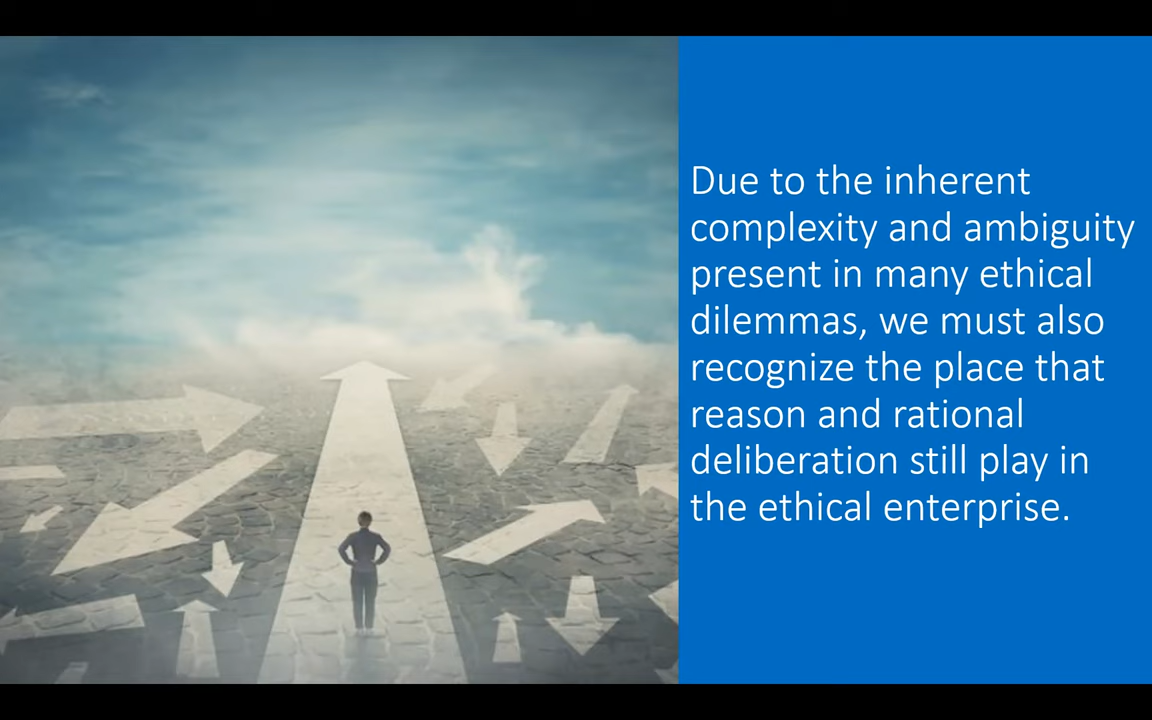 Due to the inherent
complexity and ambiguity
present in many ethical
dilemmas, we must also
recognize the place that
reason and rational
deliberation still play in
the ethical enterprise.